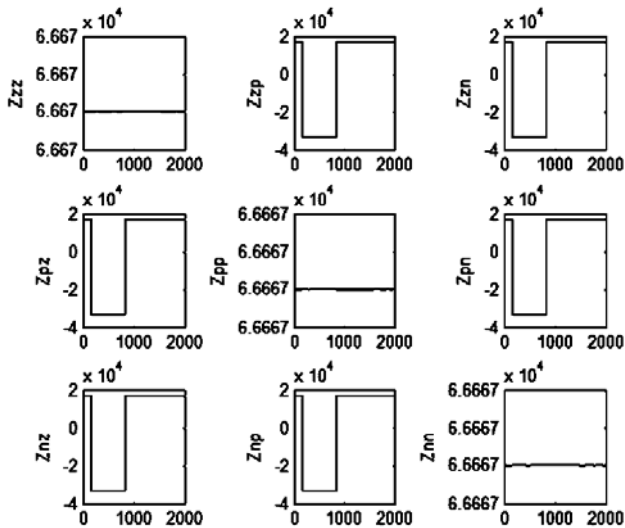 x 10^4 x 10^4 x 10^4
Zzz 6.667 6.667 6.667 6.667 0 1000 2000
Zzp 2 0 -2 -4 0 1000 2000
Zzn 2 0 -2 -4 0 1000 2000
x 10^4 x 10^4 x 10^4
Zpz 2 0 -2 -4 0 1000 2000
Zpp 6.6667 6.6667 6.6667 6.6667 0 1000 2000
Zpn 2 0 -2 -4 0 1000 2000
x 10^4 x 10^4 x 10^4
Znz 2 0 -2 -4 0 1000 2000
Znp 2 0 -2 -4 0 1000 2000
Znn 6.6667 6.6667 6.6667 6.6667 0 1000 2000